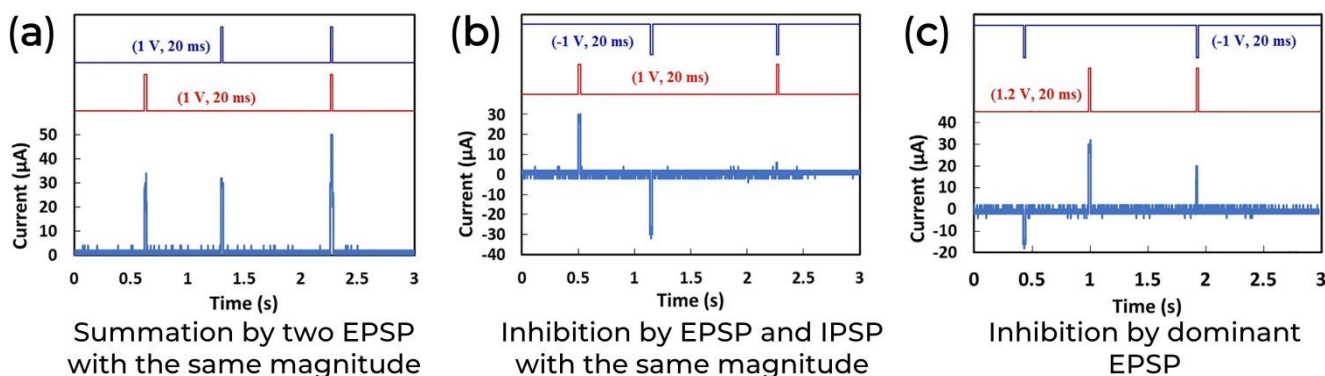 (a)
(1 V, 20 ms)
(1 V, 20 ms)
Current (µA)
50
40
30
20
10
0
0 0.5 1 1.5 2 2.5 3
Time (s)
Summation by two EPSP
with the same magnitude
(b)
(-1 V, 20 ms)
(1 V, 20 ms)
Current (µA)
30
20
10
0
-10
-20
-30
-40
0 0.5 1 1.5 2 2.5 3
Time (s)
Inhibition by EPSP and IPSP
with the same magnitude
(c)
(-1 V, 20 ms)
(1.2 V, 20 ms)
Current (µA)
40
30
20
10
0
-10
-20
0 0.5 1 1.5 2 2.5 3
Time (s)
Inhibition by dominant
EPSP